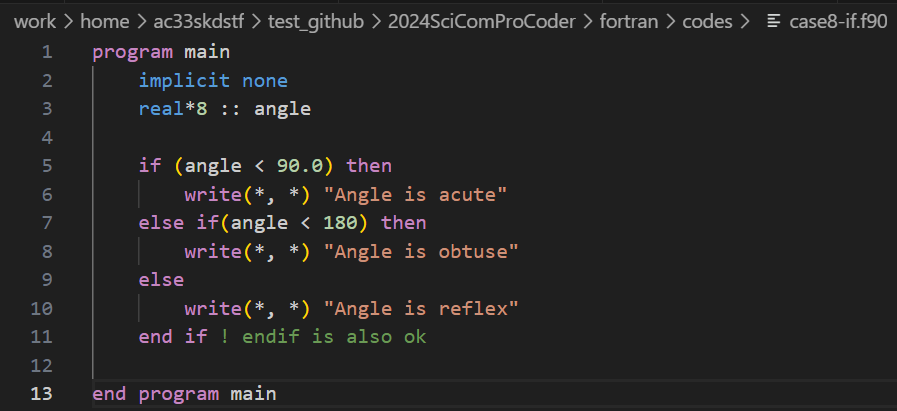 work > home > ac33skdstf > test_github > 2024SciComProCoder > fortran > codes > case8-if.f90
1 program main
2     implicit none
3     real*8 :: angle
4
5     if (angle < 90.0) then
6         write(*, *) "Angle is acute"
7     else if(angle < 180) then
8         write(*, *) "Angle is obtuse"
9     else
10         write(*, *) "Angle is reflex"
11     end if ! endif is also ok
12
13 end program main